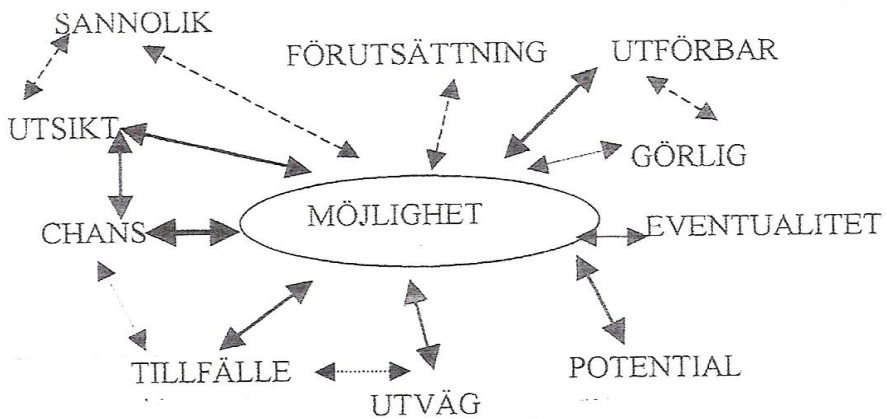 SANNOLIK
FÖRUTSÄTTNING
UTFÖRBAR
UTSIKT
GÖRLIG
MÖJLIGHET
CHANS
EVENTUALITET
TILLFÄLLE
UTVÄG
POTENTIAL